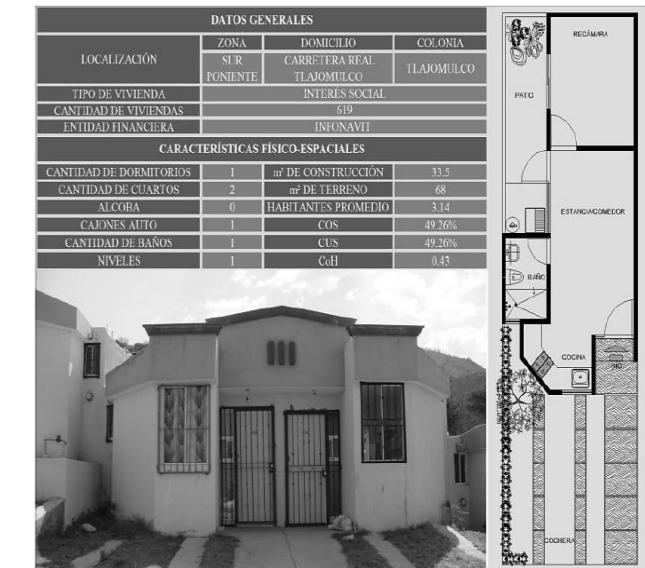 DATOS GENERALES
LOCALIZACIÓN ZONA DOMICILIO COLONIA
SUR PONIENTE CARRETERA REAL TLAJOMULCO TLAJOMULCO
TIPO DE VIVIENDA INTERÉS SOCIAL
CANTIDAD DE VIVIENDAS 619
ENTIDAD FINANCIERA INFONAVIT
CARACTERÍSTICAS FÍSICO-ESPACIALES
CANTIDAD DE DORMITORIOS 1 m² DE CONSTRUCCIÓN 33.5
CANTIDAD DE CUARTOS 2 m² DE TERRENO 68
ALCOBA 0 HABITANTES PROMEDIO 3.14
CAJONES AUTO 1 COS 49.26%
CANTIDAD DE BAÑOS 1 CUS 49.26%
NIVELES 1 CoH 0.43
RECÁMARA
PATIO
ESTANCIA/COMEDOR
BAÑO
COCINA
COCHERA